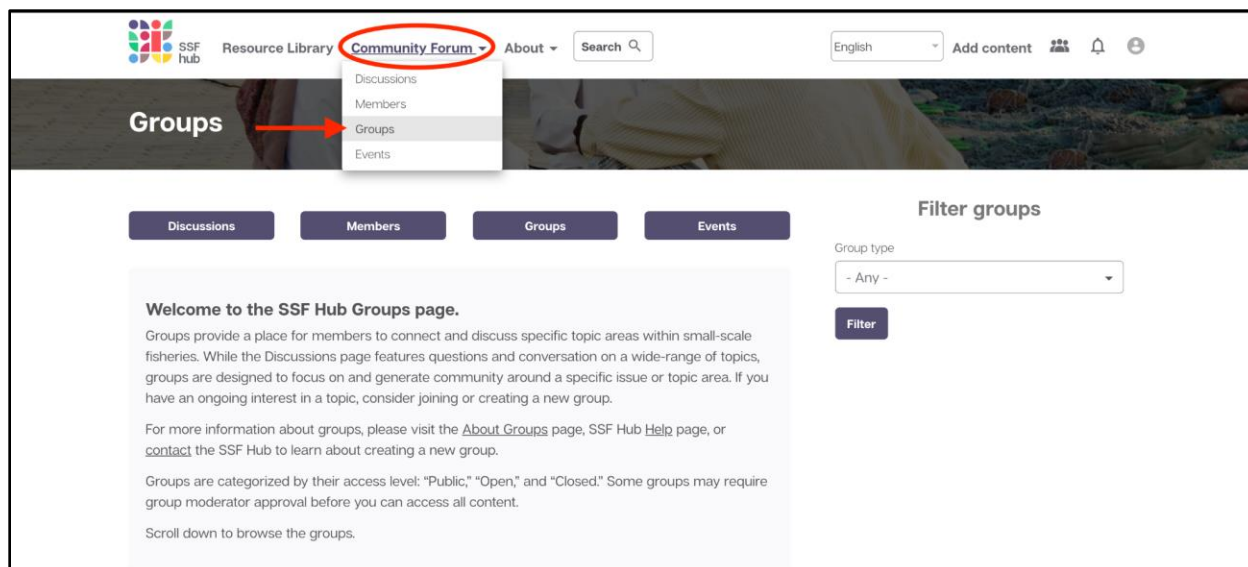 SSF
hub
Resource Library
Community Forum
About
Search
English
Add content
Discussions
Members
Groups
Events
Groups
Discussions
Members
Groups
Events
Filter groups
Group type
- Any -
Filter
Welcome to the SSF Hub Groups page.
Groups provide a place for members to connect and discuss specific topic areas within small-scale
fisheries. While the Discussions page features questions and conversation on a wide-range of topics,
groups are designed to focus on and generate community around a specific issue or topic area. If you
have an ongoing interest in a topic, consider joining or creating a new group.
For more information about groups, please visit the About Groups page, SSF Hub Help page, or
contact the SSF Hub to learn about creating a new group.
Groups are categorized by their access level: “Public,” “Open,” and “Closed.” Some groups may require
group moderator approval before you can access all content.
Scroll down to browse the groups.